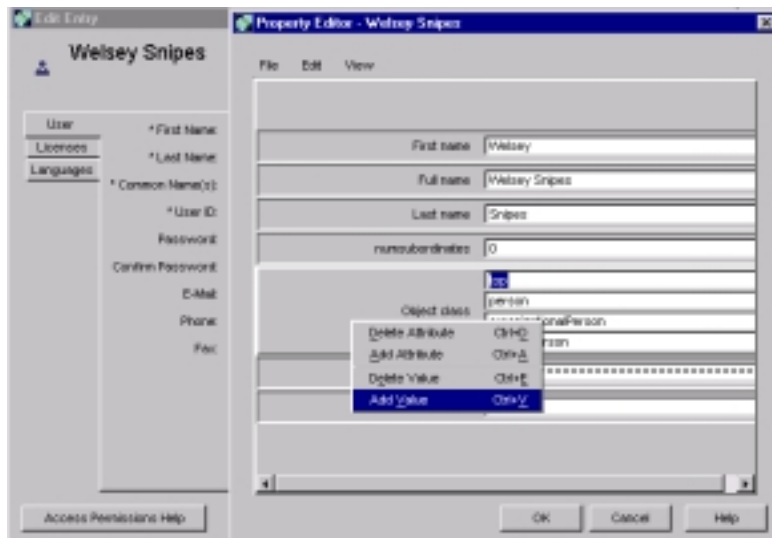 Edit Entry
Welsey Snipes
User
Licenses
Languages
* First Name:
* Last Name:
* Common Name(s):
* User ID:
Password:
Confirm Password:
E-Mail:
Phone:
Fax:
Access Permissions Help
Property Editor - Welsey Snipes
File Edit View
First name Welsey
Full name Welsey Snipes
Last name Snipes
numsubordinates 0
Object class top
person
organizationalPerson
Delete Attribute Ctrl+D
Add Attribute Ctrl+A
Delete Value Ctrl+E
Add Value Ctrl+V
OK Cancel Help